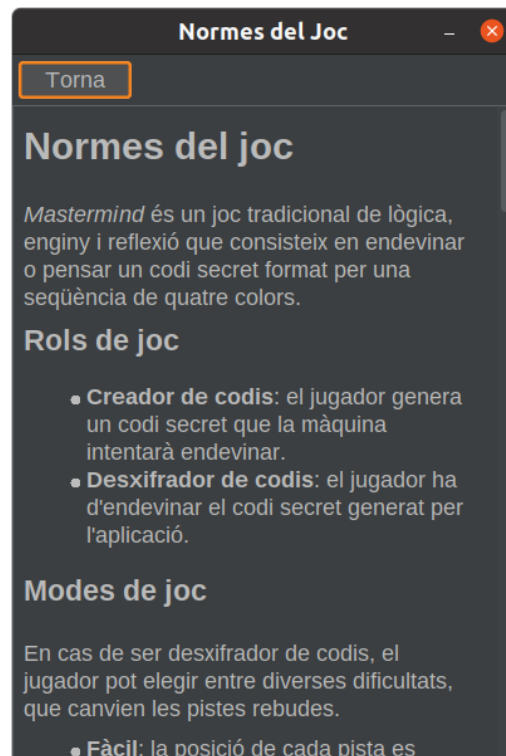 Normes del Joc
Torna
Normes del joc
Mastermind és un joc tradicional de lògica,
enginy i reflexió que consisteix en endevinar
o pensar un codi secret format per una
seqüència de quatre colors.
Rols de joc
Creador de codis: el jugador genera
un codi secret que la màquina
intentarà endevinar.
Desxifrador de codis: el jugador ha
d'endevinar el codi secret generat per
l'aplicació.
Modes de joc
En cas de ser desxifrador de codis, el
jugador pot elegir entre diverses dificultats,
que canvien les pistes rebudes.
Fàcil: la posició de cada pista es